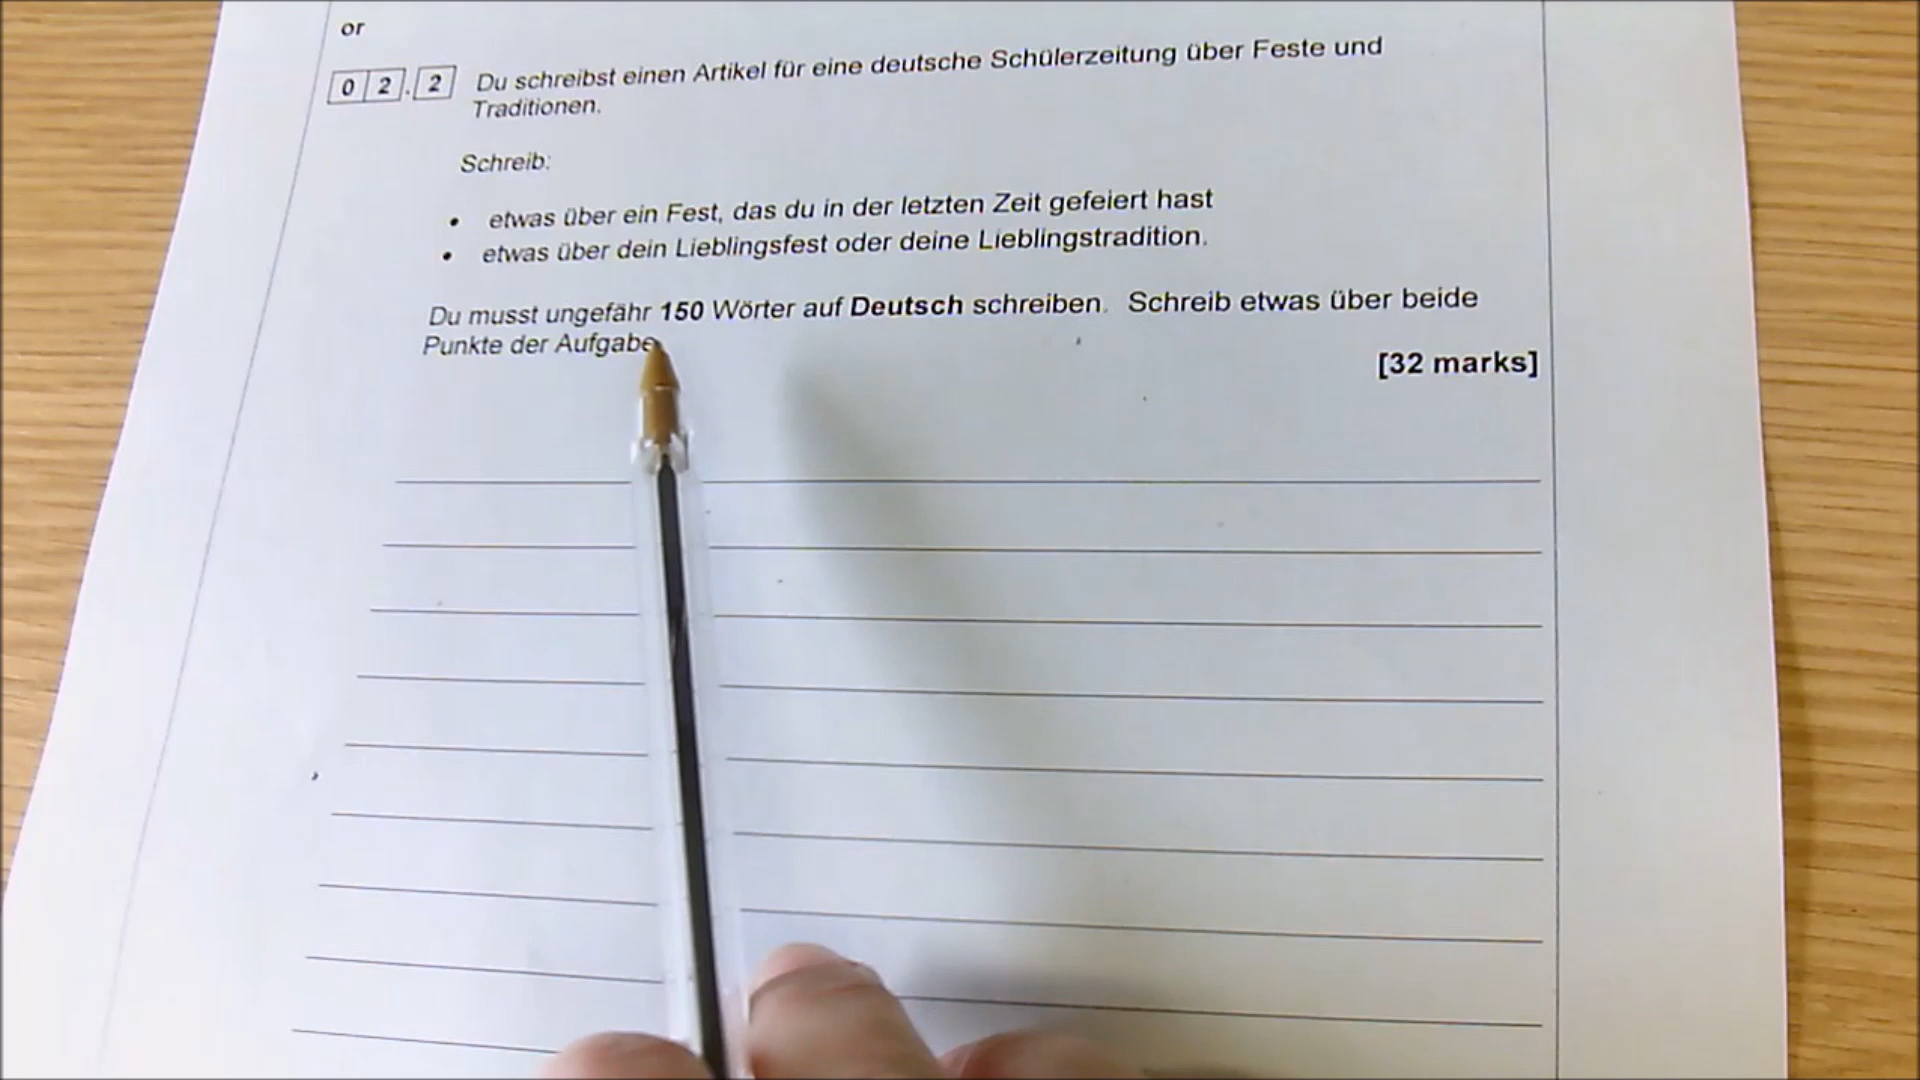 or
0 2 . 2 Du schreibst einen Artikel für eine deutsche Schülerzeitung über Feste und
Traditionen.
Schreib:
• etwas über ein Fest, das du in der letzten Zeit gefeiert hast
• etwas über dein Lieblingsfest oder deine Lieblingstradition.
Du musst ungefähr 150 Wörter auf Deutsch schreiben. Schreib etwas über beide
Punkte der Aufgabe
[32 marks]